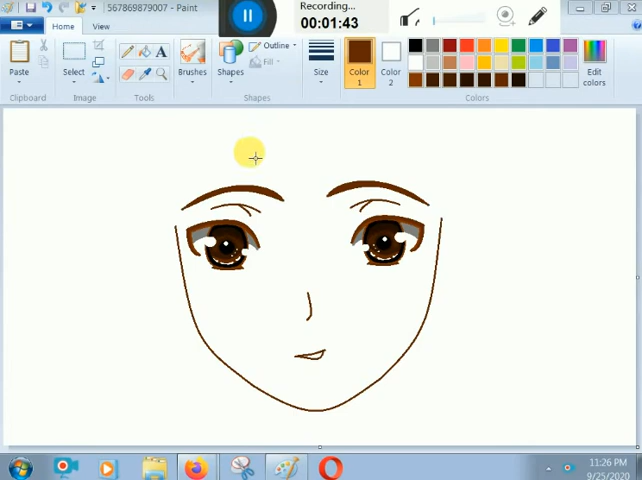 567869879007 - Paint
Recording...
00:01:43
Home
View
Paste
Select
Brushes
Shapes
Outline
Fill
Size
Color
1
Color
2
Edit
colors
Clipboard
Image
Tools
Shapes
Colors
A
11:26 PM
9/25/2020